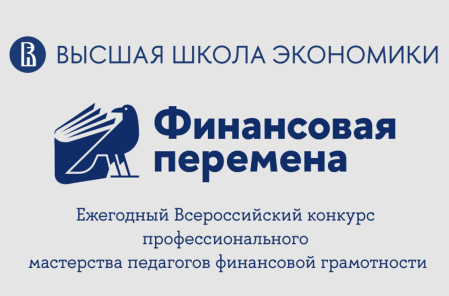 ВЫСШАЯ ШКОЛА ЭКОНОМИКИ
Финансовая
перемена
Ежегодный Всероссийский конкурс
профессионального
мастерства педагогов финансовой грамотности